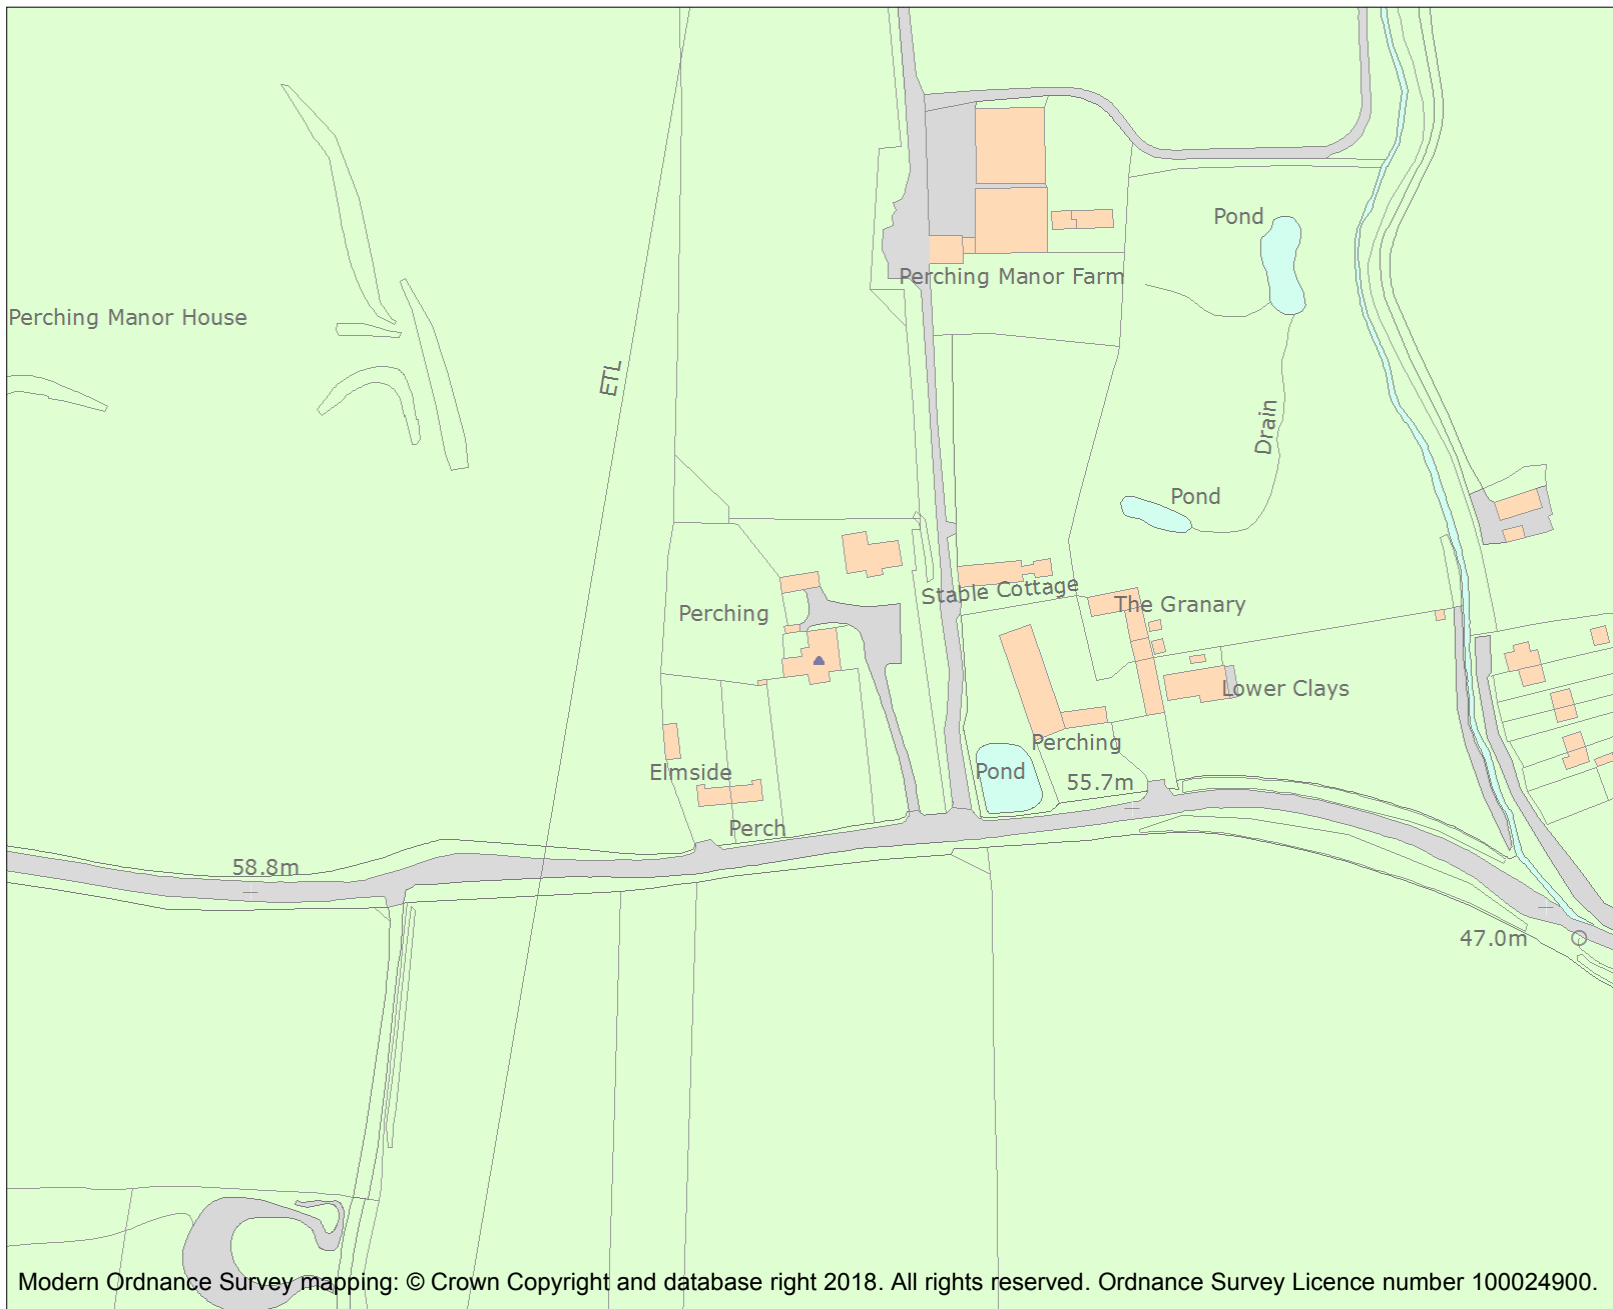 Pond
Perching Manor Farm
Perching Manor House
ETL
Drain
Pond
Stable Cottage
The Granary
Perching
Lower Clays
Perching
Pond
Elmside
55.7m
Perch
58.8m
47.0m
Modern Ordnance Survey mapping: © Crown Copyright and database right 2018. All rights reserved. Ordnance Survey Licence number 100024900.